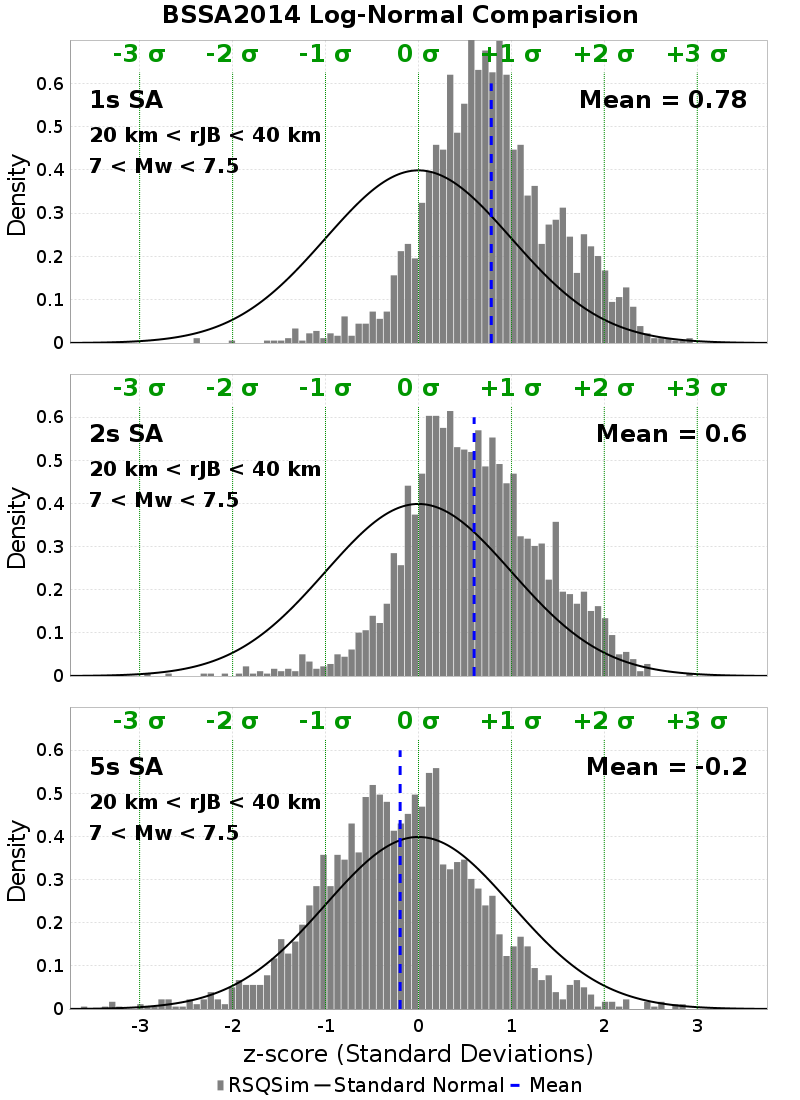 BSSA2014 Log-Normal Comparision
-3 σ -2 σ -1 σ 0 σ +1 σ +2 σ +3 σ
0.6
1s SA
Mean = 0.78
0.5
20 km < rJB < 40 km
7 < Mw < 7.5
0.4
0.3
0.2
0.1
0
Density
-3 σ -2 σ -1 σ 0 σ +1 σ +2 σ +3 σ
0.6
2s SA
Mean = 0.6
0.5
20 km < rJB < 40 km
7 < Mw < 7.5
0.4
0.3
0.2
0.1
0
Density
-3 σ -2 σ -1 σ 0 σ +1 σ +2 σ +3 σ
0.6
5s SA
Mean = -0.2
0.5
20 km < rJB < 40 km
7 < Mw < 7.5
0.4
0.3
0.2
0.1
0
Density
-3 -2 -1 0 1 2 3
z-score (Standard Deviations)
RSQSim Standard Normal Mean